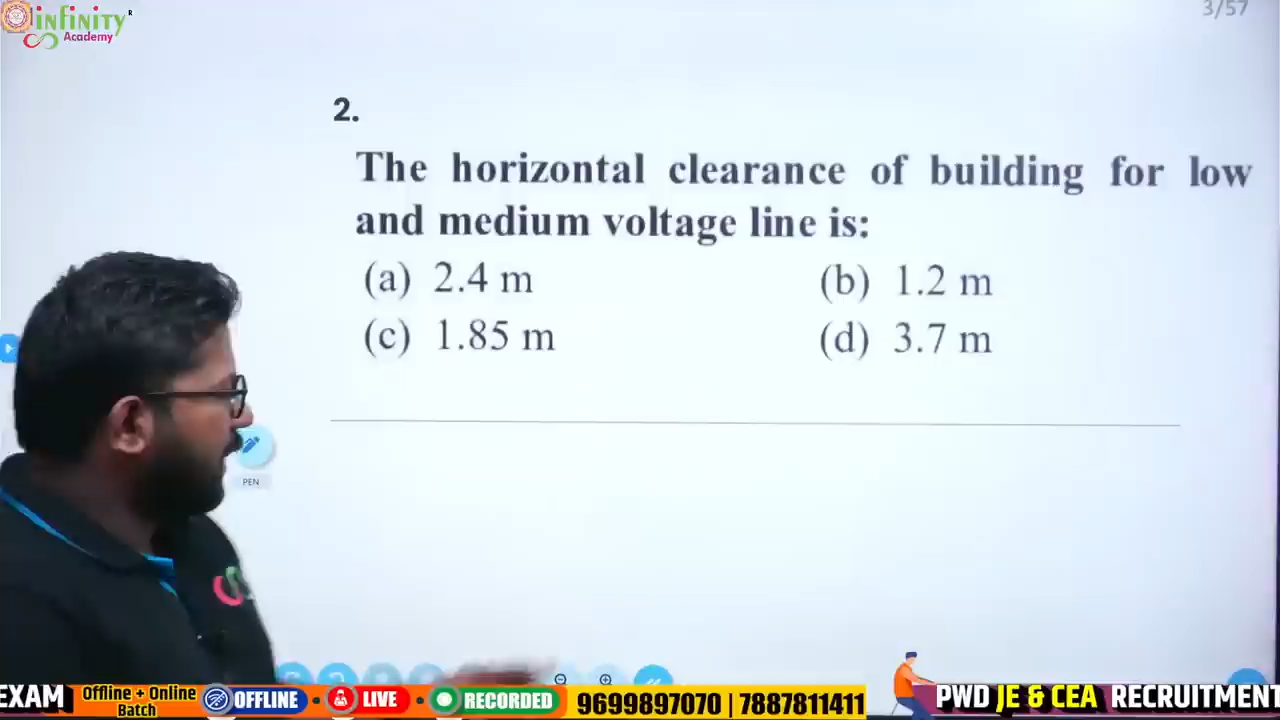 infinity
Academy
3/57
2.
The horizontal clearance of building for low
and medium voltage line is:
(a) 2.4 m
(b) 1.2 m
(c) 1.85 m
(d) 3.7 m
PEN
EXAM
Offline + Online
Batch
OFFLINE
LIVE
RECORDED
9699897070 | 7887811411
PWD JE & CEA RECRUITMENT